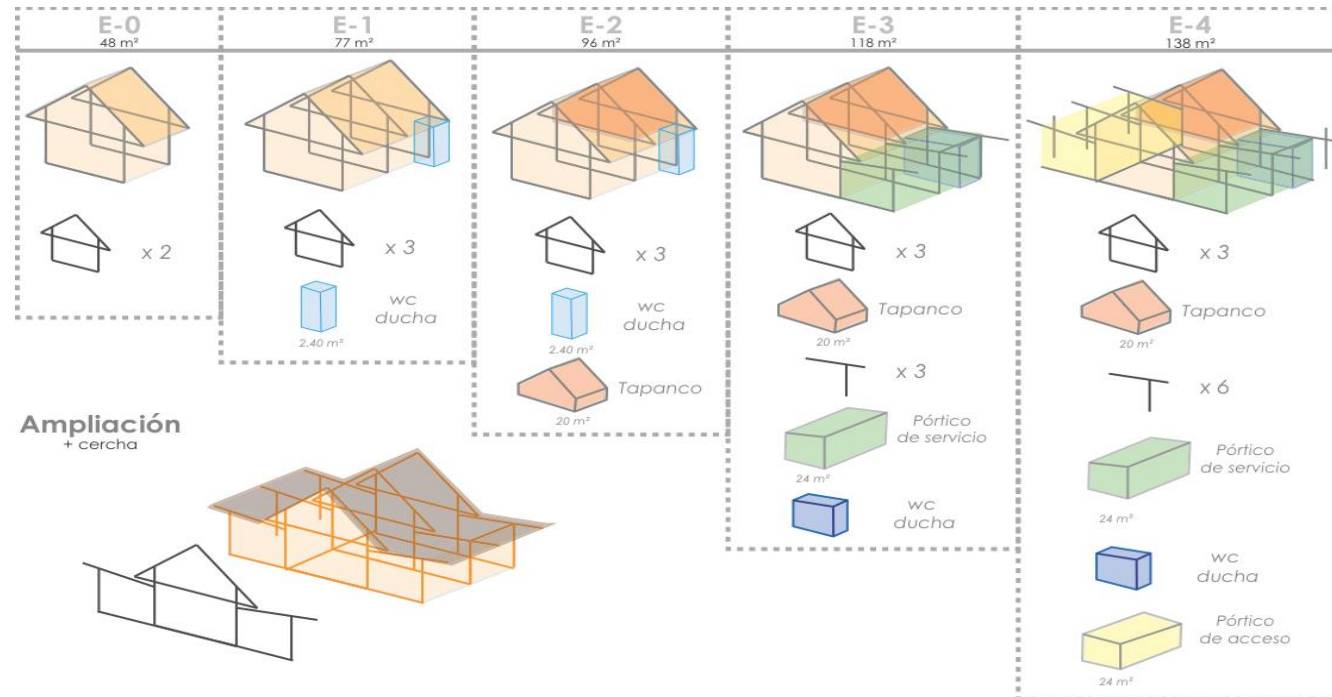 E-0
48 m²
x 2
E-1
77 m²
x 3
wc
ducha
2.40 m²
E-2
96 m²
x 3
wc
ducha
2.40 m²
Tapanco
20 m²
E-3
118 m²
x 3
Tapanco
20 m²
x 3
Pórtico
de servicio
24 m²
wc
ducha
E-4
138 m²
x 3
Tapanco
20 m²
x 6
Pórtico
de servicio
24 m²
wc
ducha
Pórtico
de acceso
24 m²
Ampliación
+ cercha